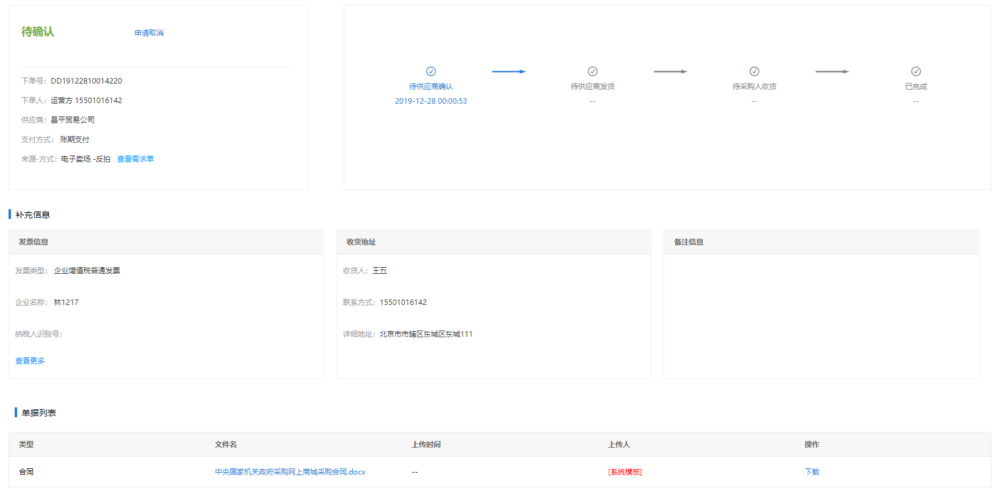 待确认 申请取消
下单号：DD19122810014220
下单人：运营方 15501016142
供应商：昌平贸易公司
支付方式： 账期支付
来源-方式：电子卖场 -反拍 查看需求单
待供应商确认 待供应商发货 待采购人收货 已完成
2019-12-28 00:00:53 -- -- --
补充信息
发票信息
发票类型： 企业增值税普通发票
企业名称： 林1217
纳税人识别号：
查看更多
收货地址
收货人：王五
联系方式：15501016142
详细地址：北京市市辖区东城区东城111
备注信息
单据列表
类型 文件名 上传时间 上传人 操作
合同 中央国家机关政府采购网上商城采购合同.docx -- [系统模板] 下载